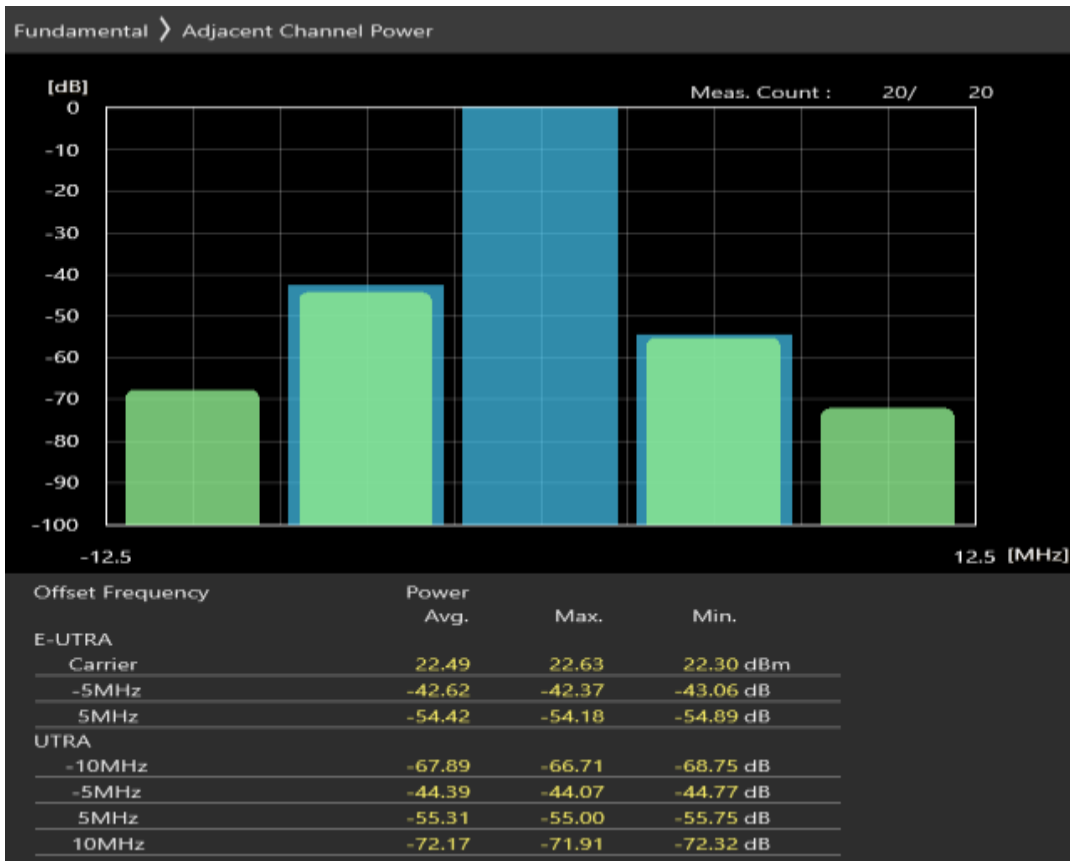 Fundamental 〉 Adjacent Channel Power
[dB]
Meas. Count : 20/ 20
0
-10
-20
-30
-40
-50
-60
-70
-80
-90
-100
-12.5 12.5 [MHz]
Offset Frequency Power
Avg. Max. Min.
E-UTRA
Carrier 22.49 22.63 22.30 dBm
-5MHz -42.62 -42.37 -43.06 dB
5MHz -54.42 -54.18 -54.89 dB
UTRA
-10MHz -67.89 -66.71 -68.75 dB
-5MHz -44.39 -44.07 -44.77 dB
5MHz -55.31 -55.00 -55.75 dB
10MHz -72.17 -71.91 -72.32 dB